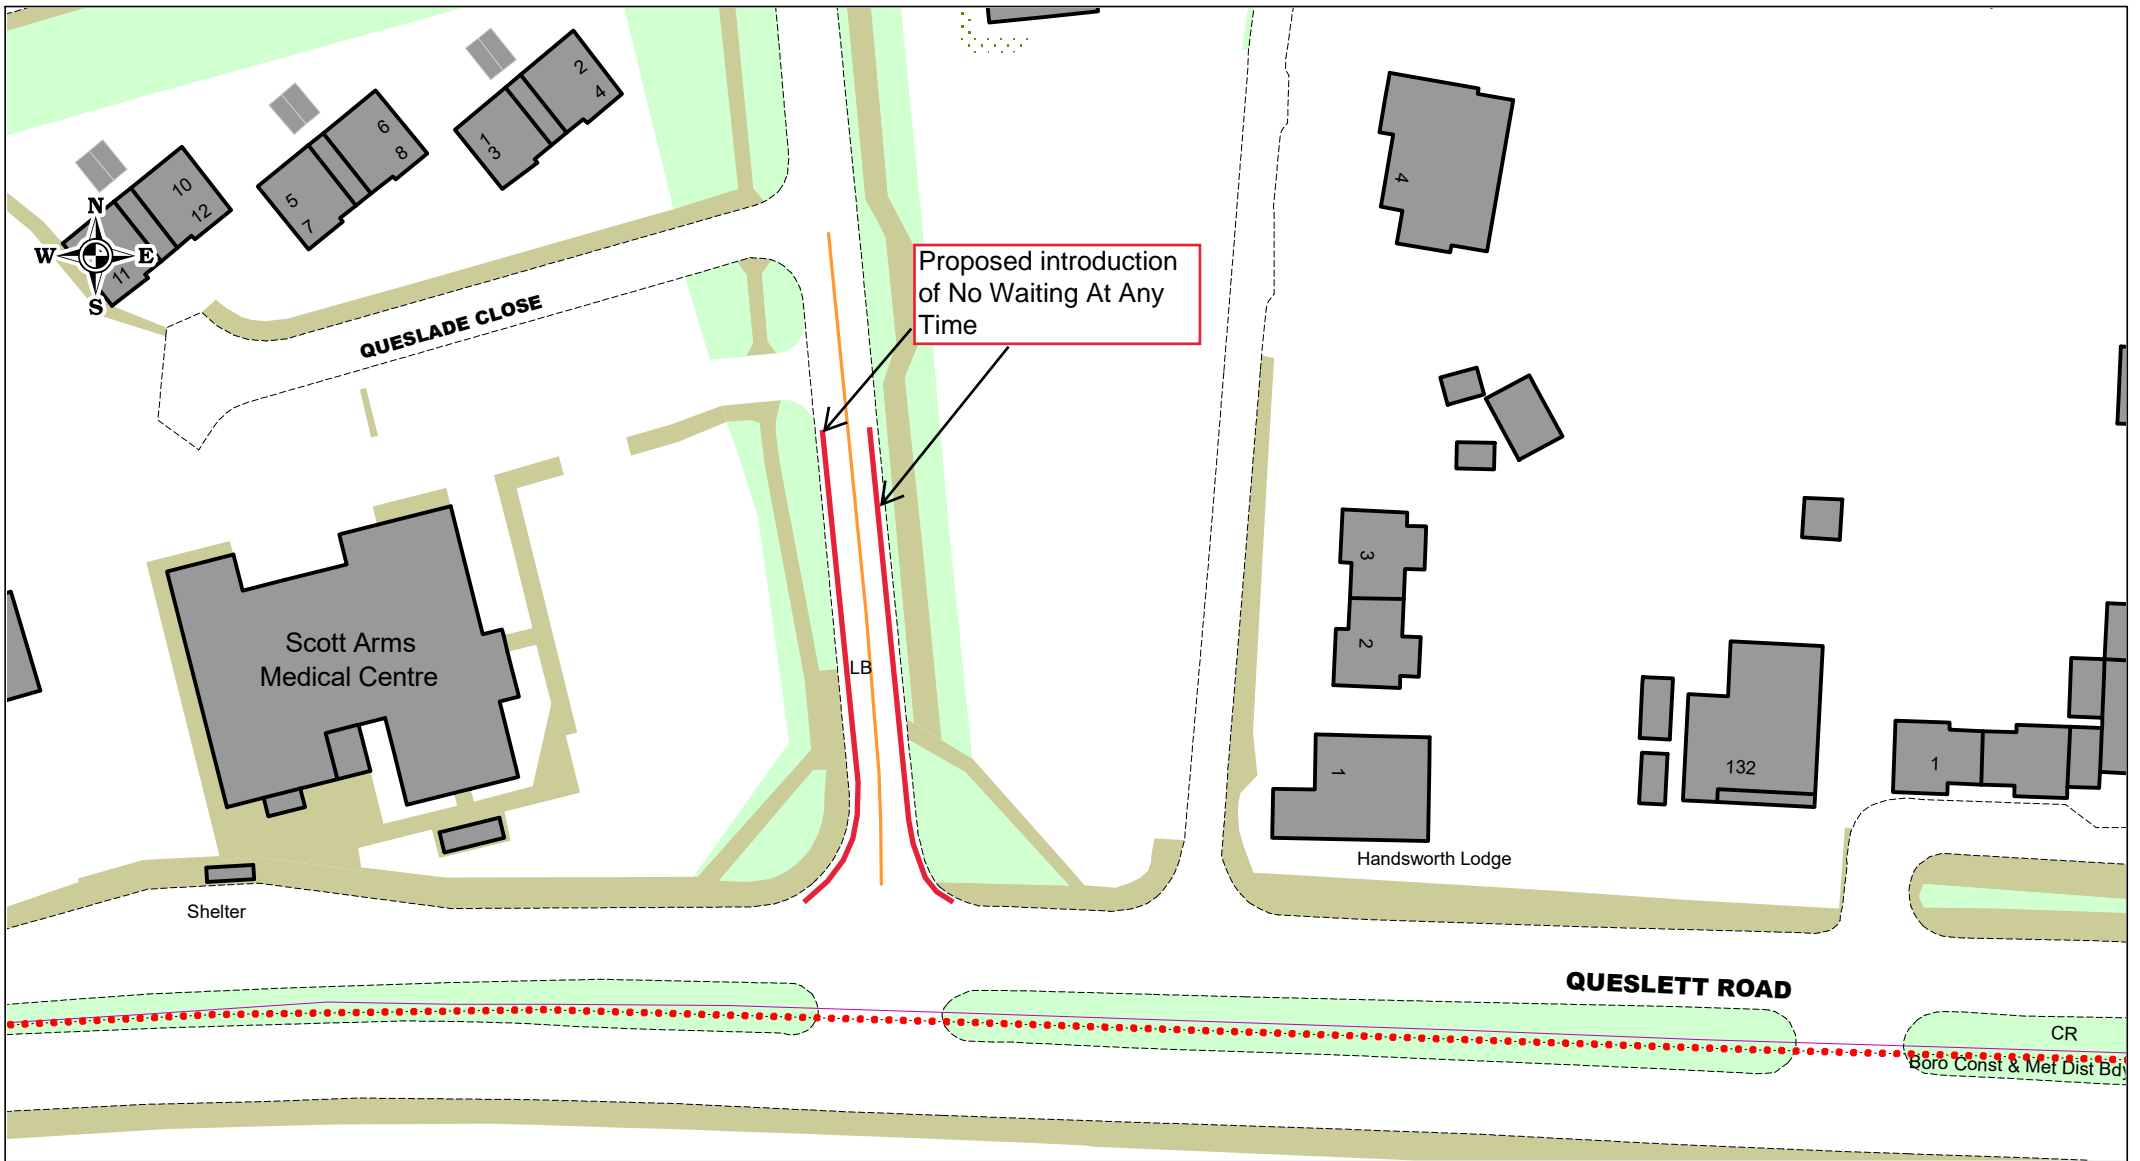 2
4
1
3
6
8
5
7
10
12
11
N
W
E
S
4
Proposed introduction
of No Waiting At Any
Time
QUESLADE CLOSE
3
2
Scott Arms
Medical Centre
LB
1
132
1
Handsworth Lodge
Shelter
QUESLETT ROAD
CR
Boro Const & Met Dist Bdy